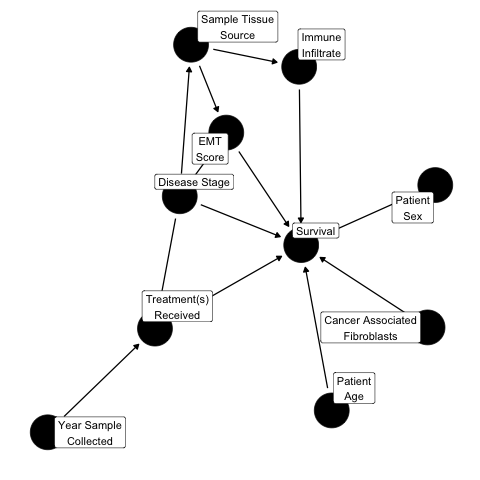 Sample Tissue
Source
Immune
Infiltrate
EMT
Score
Disease Stage
Patient
Sex
Survival
Treatment(s)
Received
Cancer Associated
Fibroblasts
Patient
Age
Year Sample
Collected